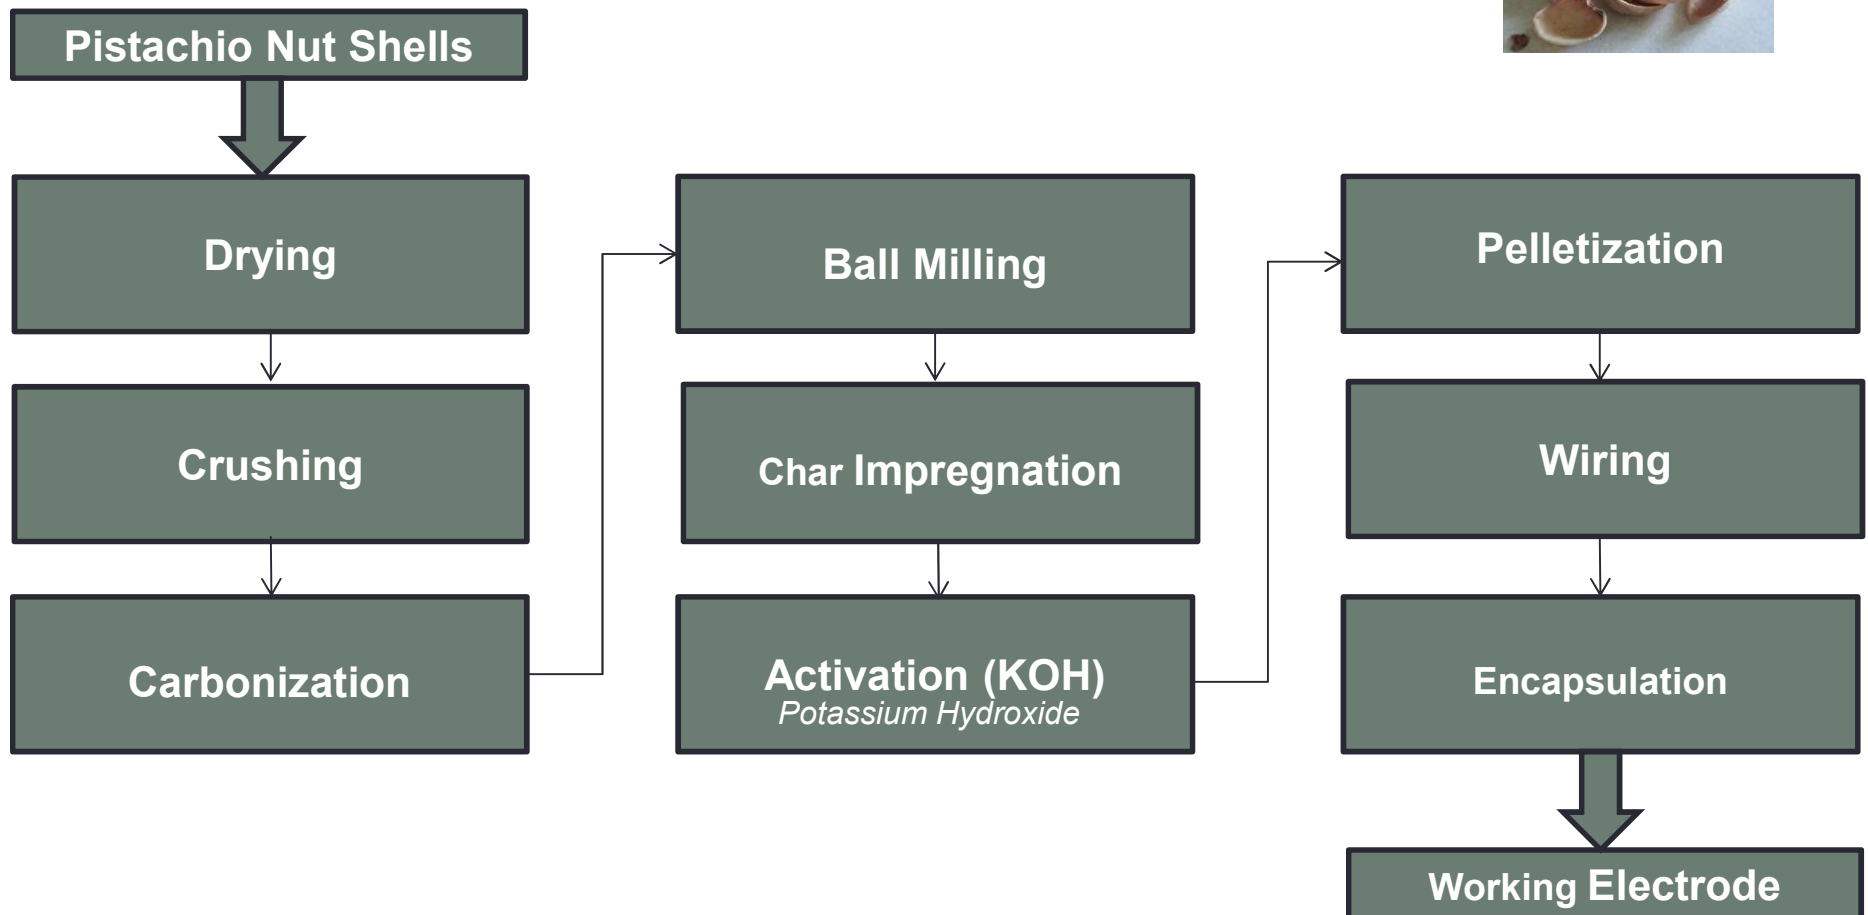 Pistachio Nut Shells
Drying
Crushing
Carbonization
Ball Milling
Char Impregnation
Activation (KOH)
Potassium Hydroxide
Pelletization
Wiring
Encapsulation
Working Electrode